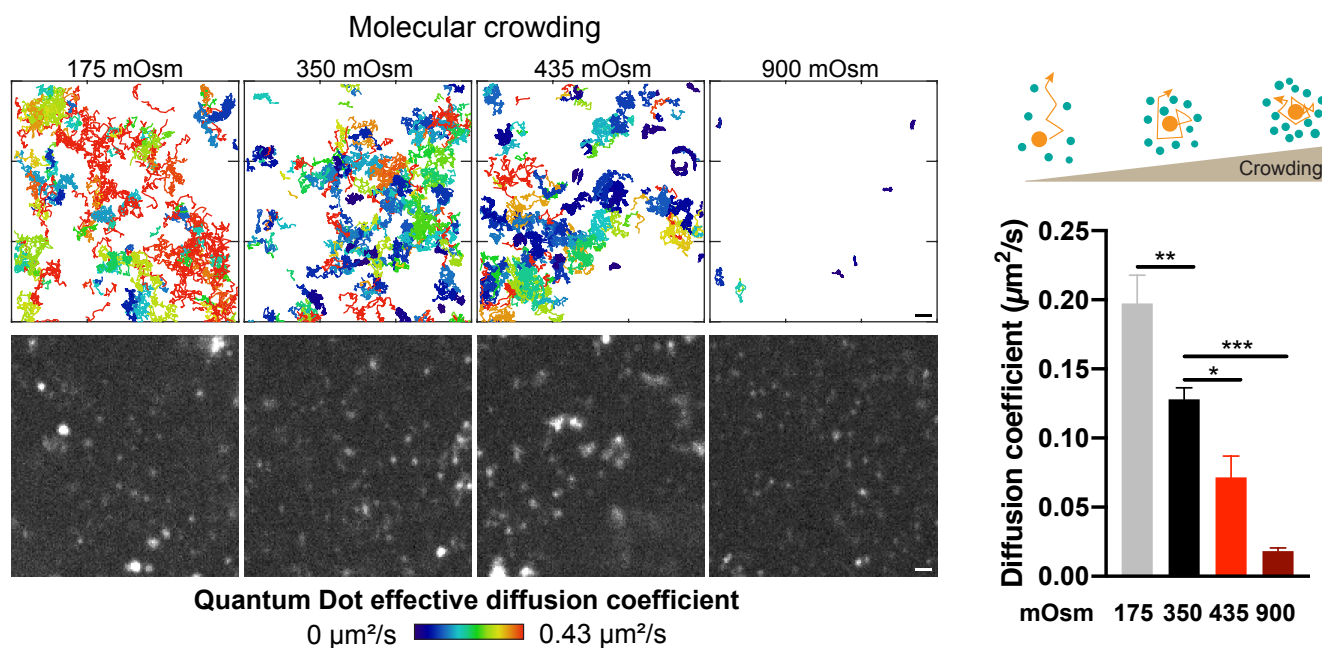 Molecular crowding
175 mOsm
350 mOsm
435 mOsm
900 mOsm
Quantum Dot effective diffusion coefficient
0 µm²/s
0.43 µm²/s
Crowding
Diffusion coefficient (µm²/s)
0.25
0.20
0.15
0.10
0.05
0.00
**
***
*
mOsm 175 350 435 900